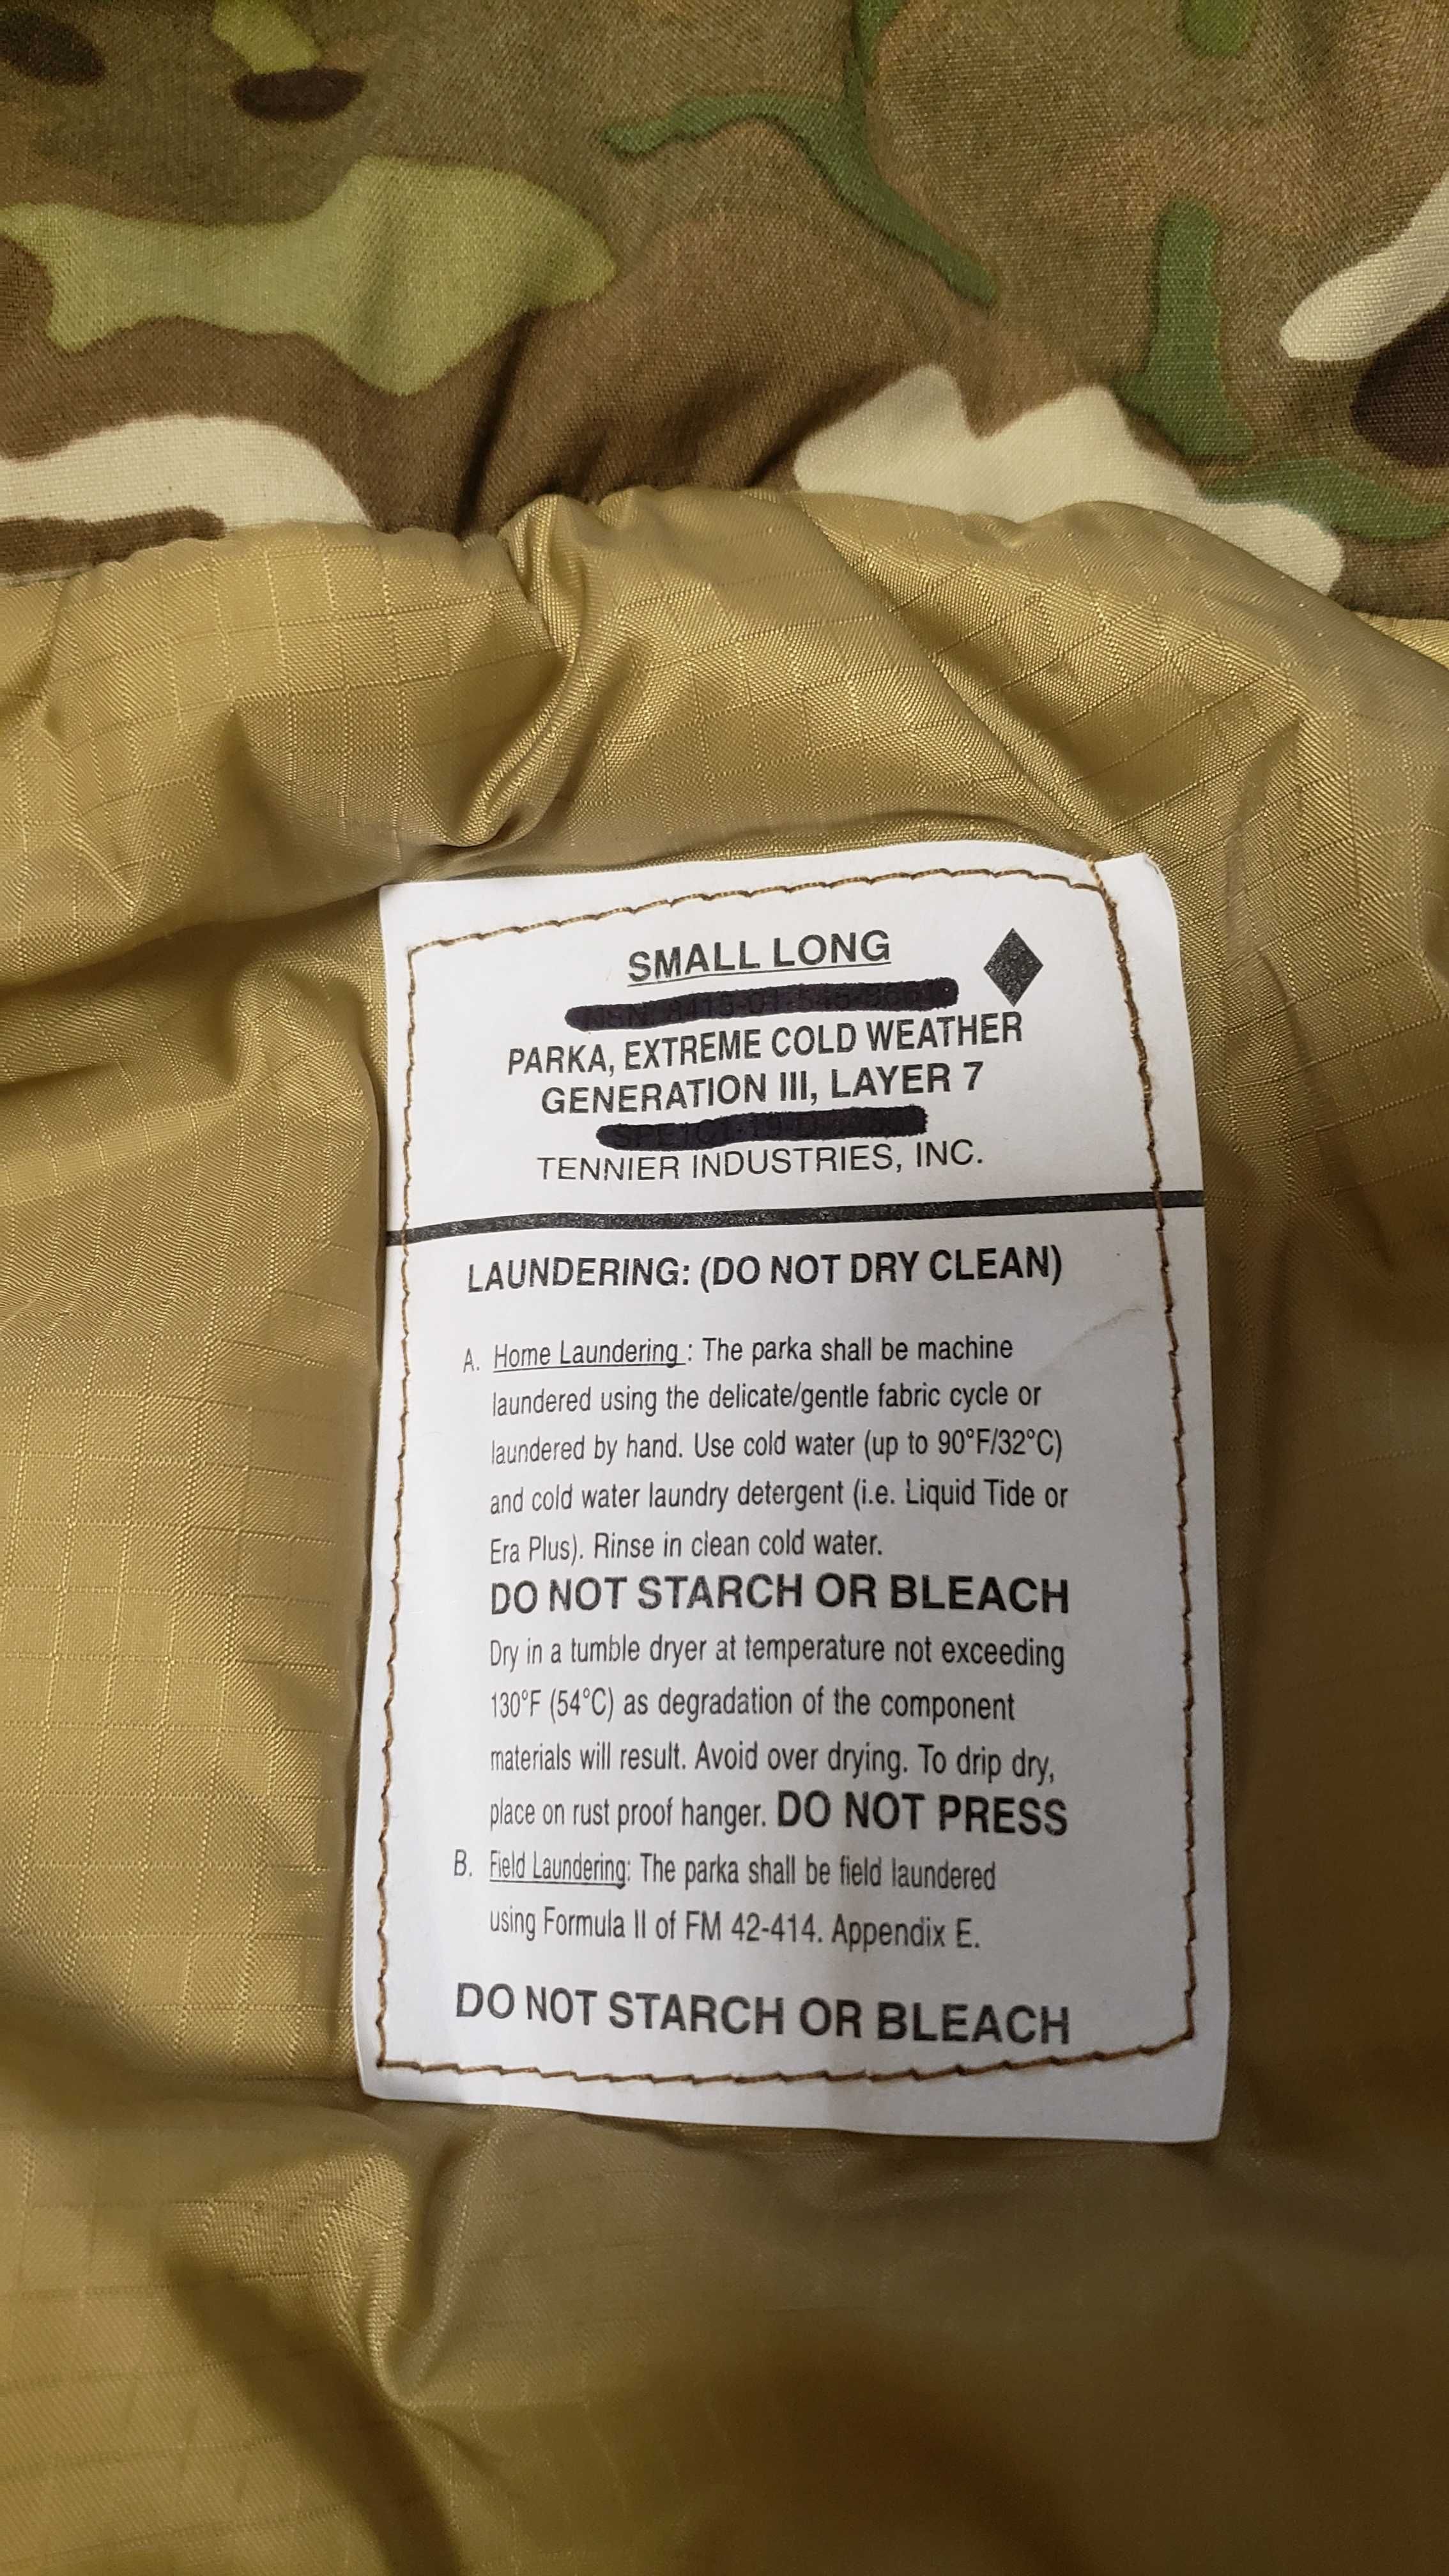 SMALL LONG
PARKA, EXTREME COLD WEATHER
GENERATION III, LAYER 7
TENNIER INDUSTRIES, INC.
LAUNDERING: (DO NOT DRY CLEAN)
A. Home Laundering : The parka shall be machine
laundered using the delicate/gentle fabric cycle or
laundered by hand. Use cold water (up to 90°F/32°C)
and cold water laundry detergent (i.e. Liquid Tide or
Era Plus). Rinse in clean cold water.
DO NOT STARCH OR BLEACH
Dry in a tumble dryer at temperature not exceeding
130°F (54°C) as degradation of the component
materials will result. Avoid over drying. To drip dry,
place on rust proof hanger. DO NOT PRESS
B. Field Laundering: The parka shall be field laundered
using Formula II of FM 42-414. Appendix E.
DO NOT STARCH OR BLEACH